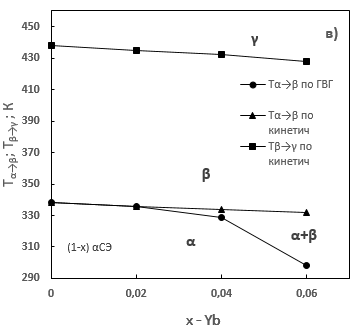 Tα→β; Tβ→γ ; К
450
430
410
390
370
350
330
310
290
0
0,02
0,04
0,06
x - Yb
γ
в)
β
α
α+β
(1-x) αСЭ
Tα→β по ГВГ
Tα→β по
кинетич
Tβ→γ по
кинетич